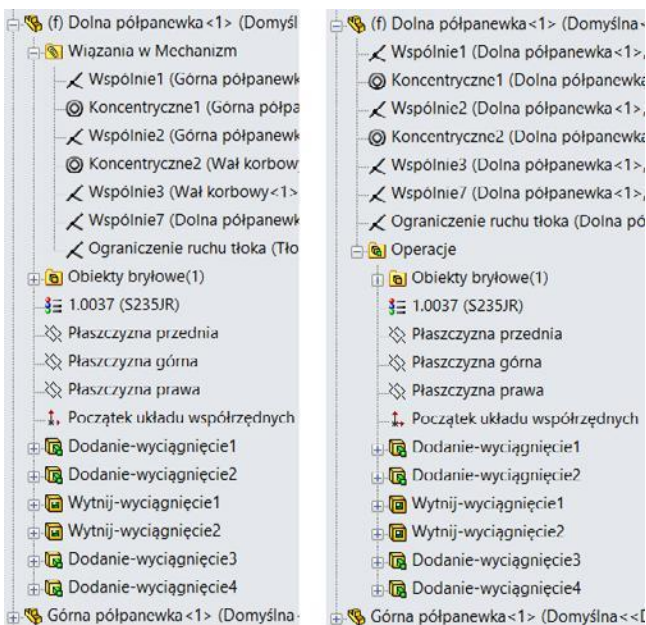 (f) Dolna półpanewka<1> (Domyśl
Wiązania w Mechanizm
Wspólnie1 (Górna półpanewk
Koncentryczne1 (Górna półpa
Wspólnie2 (Górna półpanewk
Koncentryczne2 (Wał korbow
Wspólnie3 (Wał korbowy<1>
Wspólnie7 (Dolna półpanewk
Ograniczenie ruchu tłoka (Tło
Obiekty bryłowe(1)
1.0037 (S235JR)
Płaszczyzna przednia
Płaszczyzna górna
Płaszczyzna prawa
Początek układu współrzędnych
Dodanie-wyciągnięcie1
Dodanie-wyciągnięcie2
Wytnij-wyciągnięcie1
Wytnij-wyciągnięcie2
Dodanie-wyciągnięcie3
Dodanie-wyciągnięcie4
Górna półpanewka<1> (Domyślna
(f) Dolna półpanewka<1> (Domyślna<
Wspólnie1 (Dolna półpanewka<1>,
Koncentryczne1 (Dolna półpanewka
Wspólnie2 (Dolna półpanewka<1>,
Koncentryczne2 (Dolna półpanewka
Wspólnie3 (Dolna półpanewka<1>,
Wspólnie7 (Dolna półpanewka<1>,
Ograniczenie ruchu tłoka (Dolna pó
Operacje
Obiekty bryłowe(1)
1.0037 (S235JR)
Płaszczyzna przednia
Płaszczyzna górna
Płaszczyzna prawa
Początek układu współrzędnych
Dodanie-wyciągnięcie1
Dodanie-wyciągnięcie2
Wytnij-wyciągnięcie1
Wytnij-wyciągnięcie2
Dodanie-wyciągnięcie3
Dodanie-wyciągnięcie4
Górna półpanewka<1> (Domyślna<<D